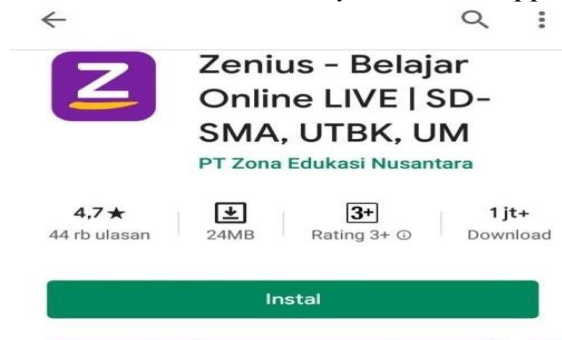 Z
Zenius - Belajar
Online LIVE | SD-
SMA, UTBK, UM
PT Zona Edukasi Nusantara
4,7★ 3+ 1 jt+
44 rb ulasan 24MB Rating 3+ Download
Instal